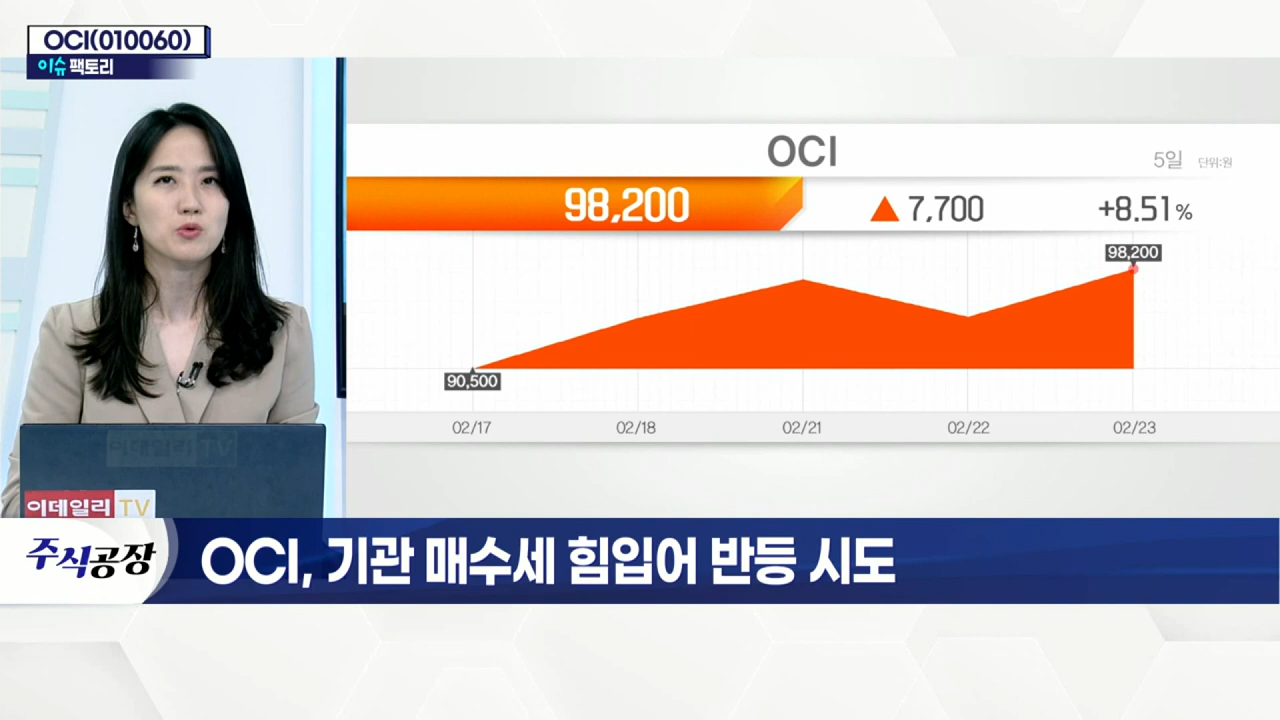 OCI(010060)
이슈 팩토리
OCI
5일 단위:원
98,200 ▲ 7,700 +8.51%
98,200
90,500
02/17 02/18 02/21 02/22 02/23
이데일리TV
이데일리TV
주식공장
OCI, 기관 매수세 힘입어 반등 시도